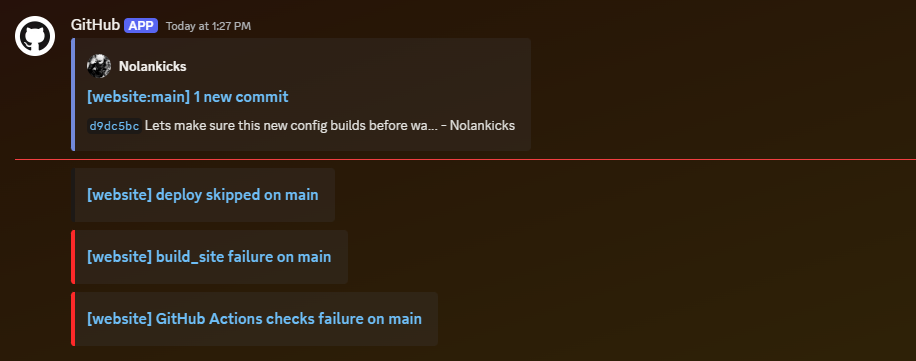 GitHub APP Today at 1:27 PM
Nolankicks
[website:main] 1 new commit
d9dc5bc Lets make sure this new config builds before wa... - Nolankicks
[website] deploy skipped on main
[website] build_site failure on main
[website] GitHub Actions checks failure on main